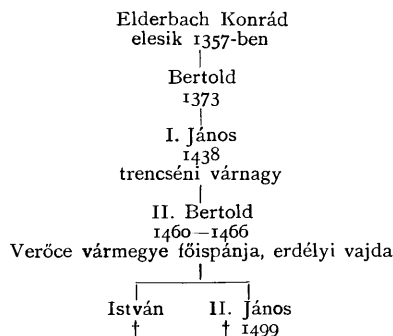 Elderbach Konrád
elesik 1357-ben
Bertold
1373
I. János
1438
trencséni várnagy
II. Bertold
1460—1466
Verőce vármegye főispánja, erdélyi vajda
István II. János
† † 1499